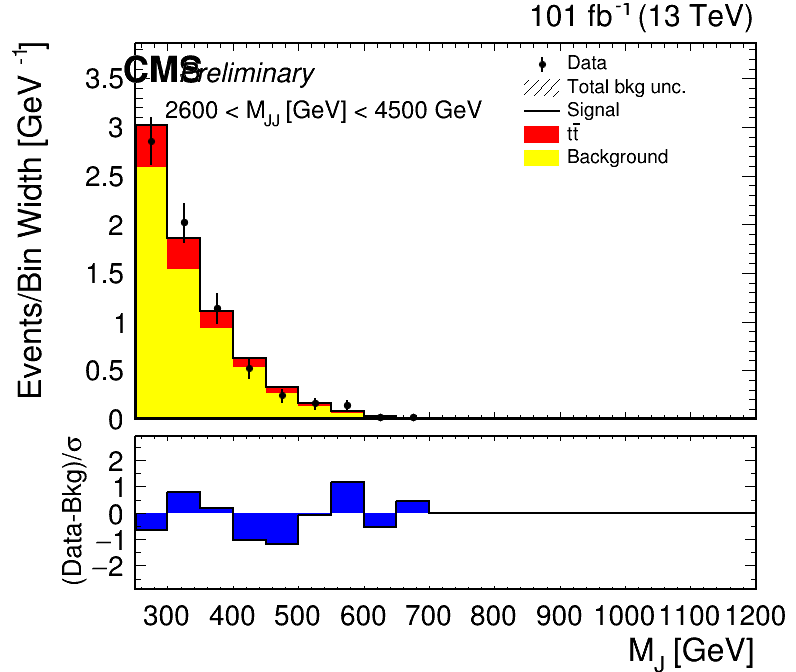 101 fb⁻¹ (13 TeV)
CMS Preliminary
2600 < M_JJ [GeV] < 4500 GeV
Data
Total bkg unc.
Signal
tt̄
Background
Events/Bin Width [GeV⁻¹]
3.5
3
2.5
2
1.5
1
0.5
0
(Data-Bkg)/σ
2
1
0
−1
−2
300 400 500 600 700 800 900 1000 1100 1200
M_J [GeV]